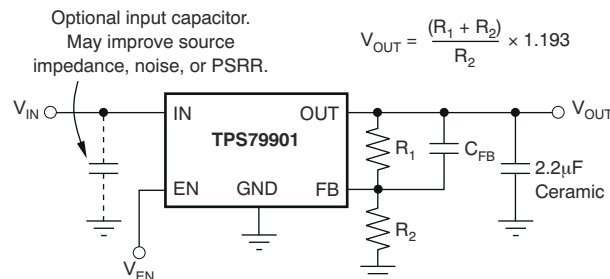 Optional input capacitor.
May improve source
impedance, noise, or PSRR.
V_OUT = (R_1 + R_2) / R_2 × 1.193
V_IN
IN
OUT
V_OUT
TPS79901
R_1
C_FB
2.2μF
Ceramic
EN
GND
FB
R_2
V_EN